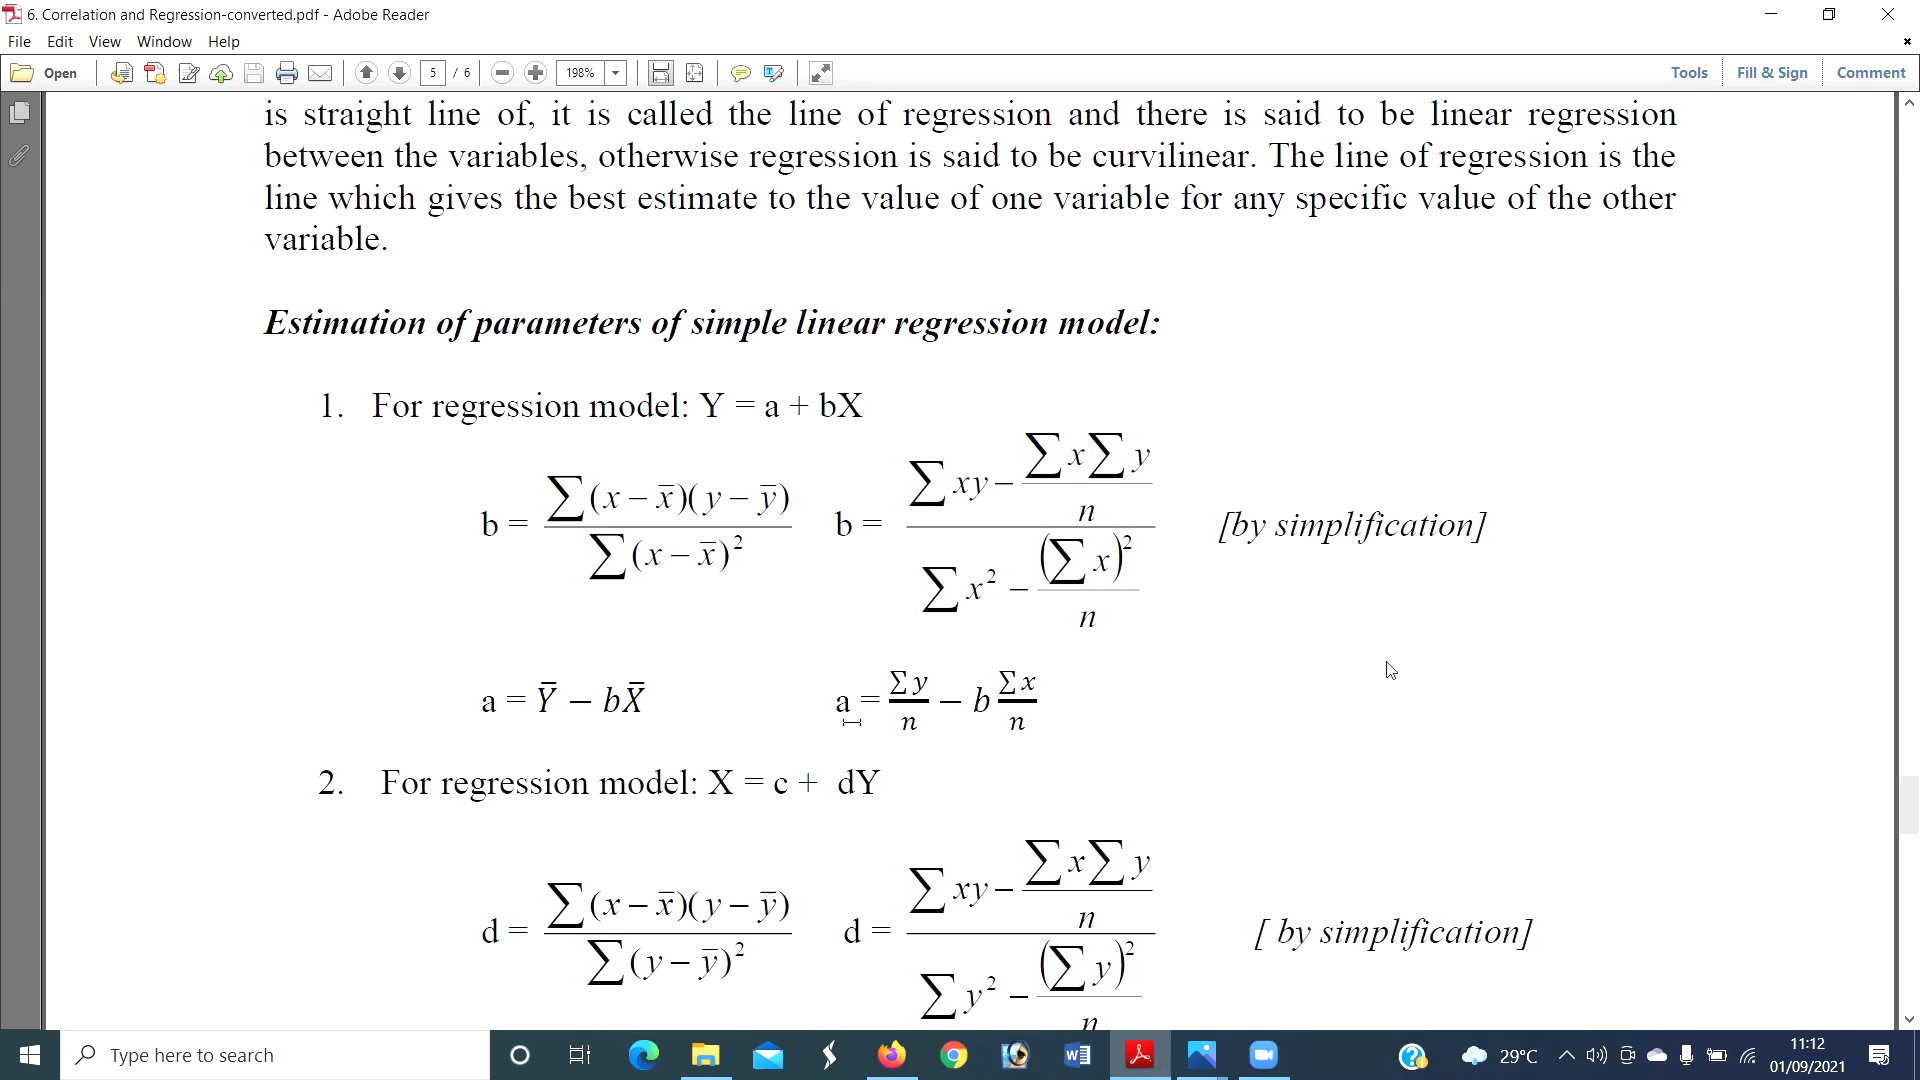 6. Correlation and Regression-converted.pdf - Adobe Reader
File Edit View Window Help
Open 5 / 6 198% Tools Fill & Sign Comment
is straight line of, it is called the line of regression and there is said to be linear regression
between the variables, otherwise regression is said to be curvilinear. The line of regression is the
line which gives the best estimate to the value of one variable for any specific value of the other
variable.
Estimation of parameters of simple linear regression model:
1. For regression model: Y = a + bX
b = ∑(x − x̅)(y − y̅) / ∑(x − x̅)² b = (∑xy − ∑x∑y / n) / (∑x² − (∑x)² / n) [by simplification]
a = Y̅ − bX̅ a = ∑y / n − b ∑x / n
2. For regression model: X = c + dY
d = ∑(x − x̅)(y − y̅) / ∑(y − y̅)² d = (∑xy − ∑x∑y / n) / (∑y² − (∑y)² / n) [ by simplification]
Type here to search 29°C 11:12
01/09/2021